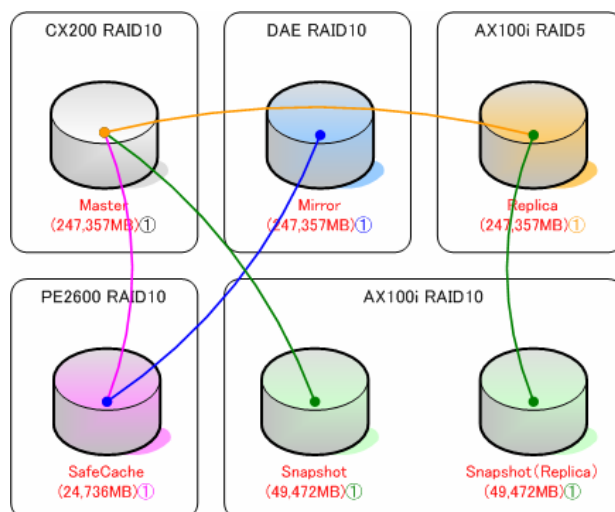 CX200 RAID10
DAE RAID10
AX100i RAID5
Master
(247,357MB)①
Mirror
(247,357MB)①
Replica
(247,357MB)①
PE2600 RAID10
AX100i RAID10
SafeCache
(24,736MB)①
Snapshot
(49,472MB)①
Snapshot(Replica)
(49,472MB)①